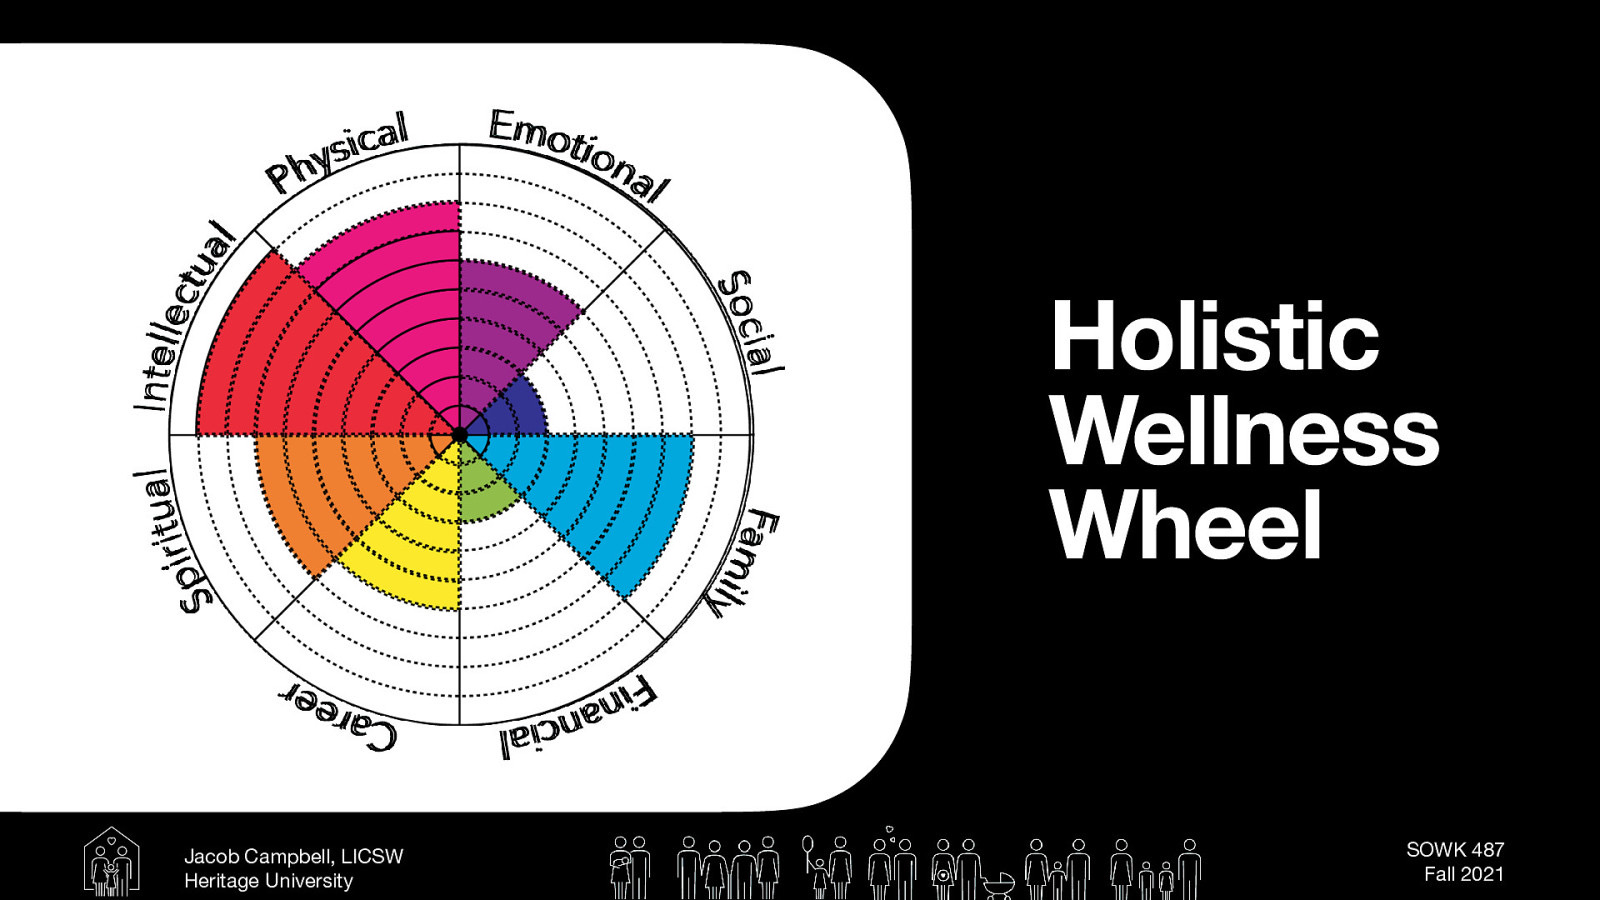 Physical
Emotional
Intellectual
Social
Spiritual
Family
Career
Financial
Holistic
Wellness
Wheel
Jacob Campbell, LICSW
Heritage University
SOWK 487
Fall 2021